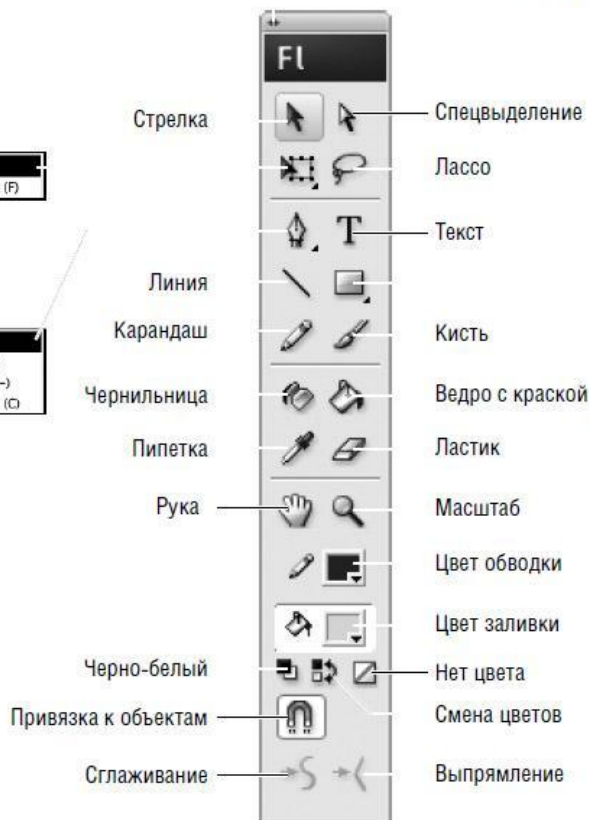 Fl
Стрелка
Спецвыделение
(F)
Лассо
T
Текст
Линия
Карандаш
Кисть
–)
(C)
Чернильница
Ведро с краской
Пипетка
Ластик
Рука
Масштаб
Цвет обводки
Цвет заливки
Черно-белый
Нет цвета
Привязка к объектам
Смена цветов
Сглаживание
Выпрямление